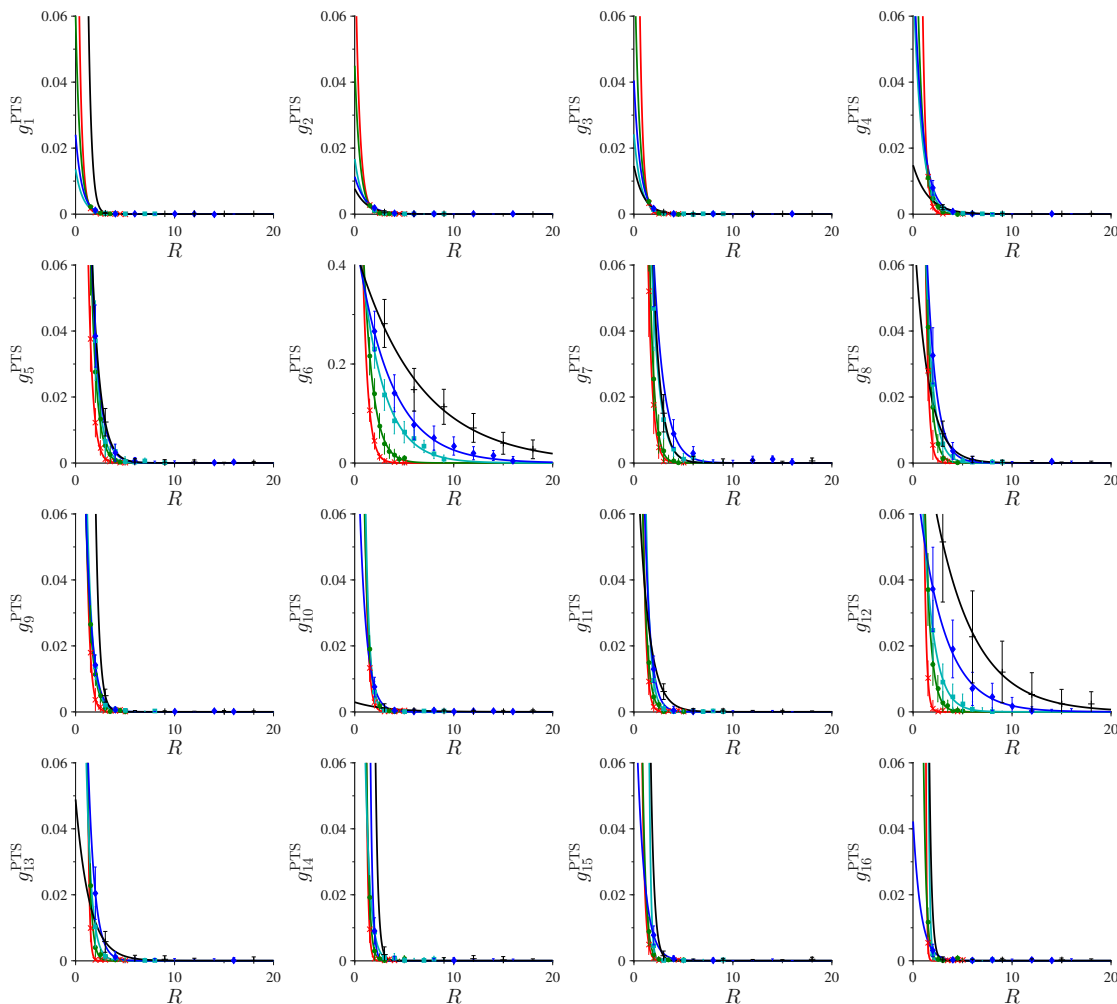 0.06 0.06 0.06 0.06
0.04 0.04 0.04 0.04
g_1^PTS g_2^PTS g_3^PTS g_4^PTS
0.02 0.02 0.02 0.02
0 0 0 0
0 10 20 0 10 20 0 10 20 0 10 20
R R R R
0.06 0.4 0.06 0.06
0.04 0.04 0.04
g_5^PTS g_6^PTS 0.2 g_7^PTS g_8^PTS
0.02 0.02 0.02
0 0 0 0
0 10 20 0 10 20 0 10 20 0 10 20
R R R R
0.06 0.06 0.06 0.06
0.04 0.04 0.04 0.04
g_9^PTS g_10^PTS g_11^PTS g_12^PTS
0.02 0.02 0.02 0.02
0 0 0 0
0 10 20 0 10 20 0 10 20 0 10 20
R R R R
0.06 0.06 0.06 0.06
0.04 0.04 0.04 0.04
g_13^PTS g_14^PTS g_15^PTS g_16^PTS
0.02 0.02 0.02 0.02
0 0 0 0
0 10 20 0 10 20 0 10 20 0 10 20
R R R R